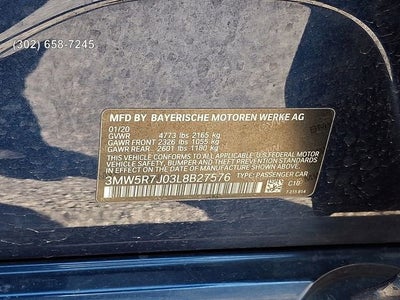 (302) 658-7245
MFD BY BAYERISCHE MOTOREN WERKE AG
01/20
GVWR 4773 lbs 2165 kg
GAWR FRONT 2326 lbs 1055 kg
GAWR REAR 2601 lbs 1180 kg
THIS VEHICLE CONFORMS TO ALL APPLICABLE U.S. FEDERAL MOTOR
VEHICLE SAFETY, BUMPER, AND THEFT PREVENTION STANDARDS
IN EFFECT ON THE DATE OF MANUFACTURE SHOWN ABOVE.
3MW5R7J03L8B27576 TYPE: PASSENGER CAR
C10